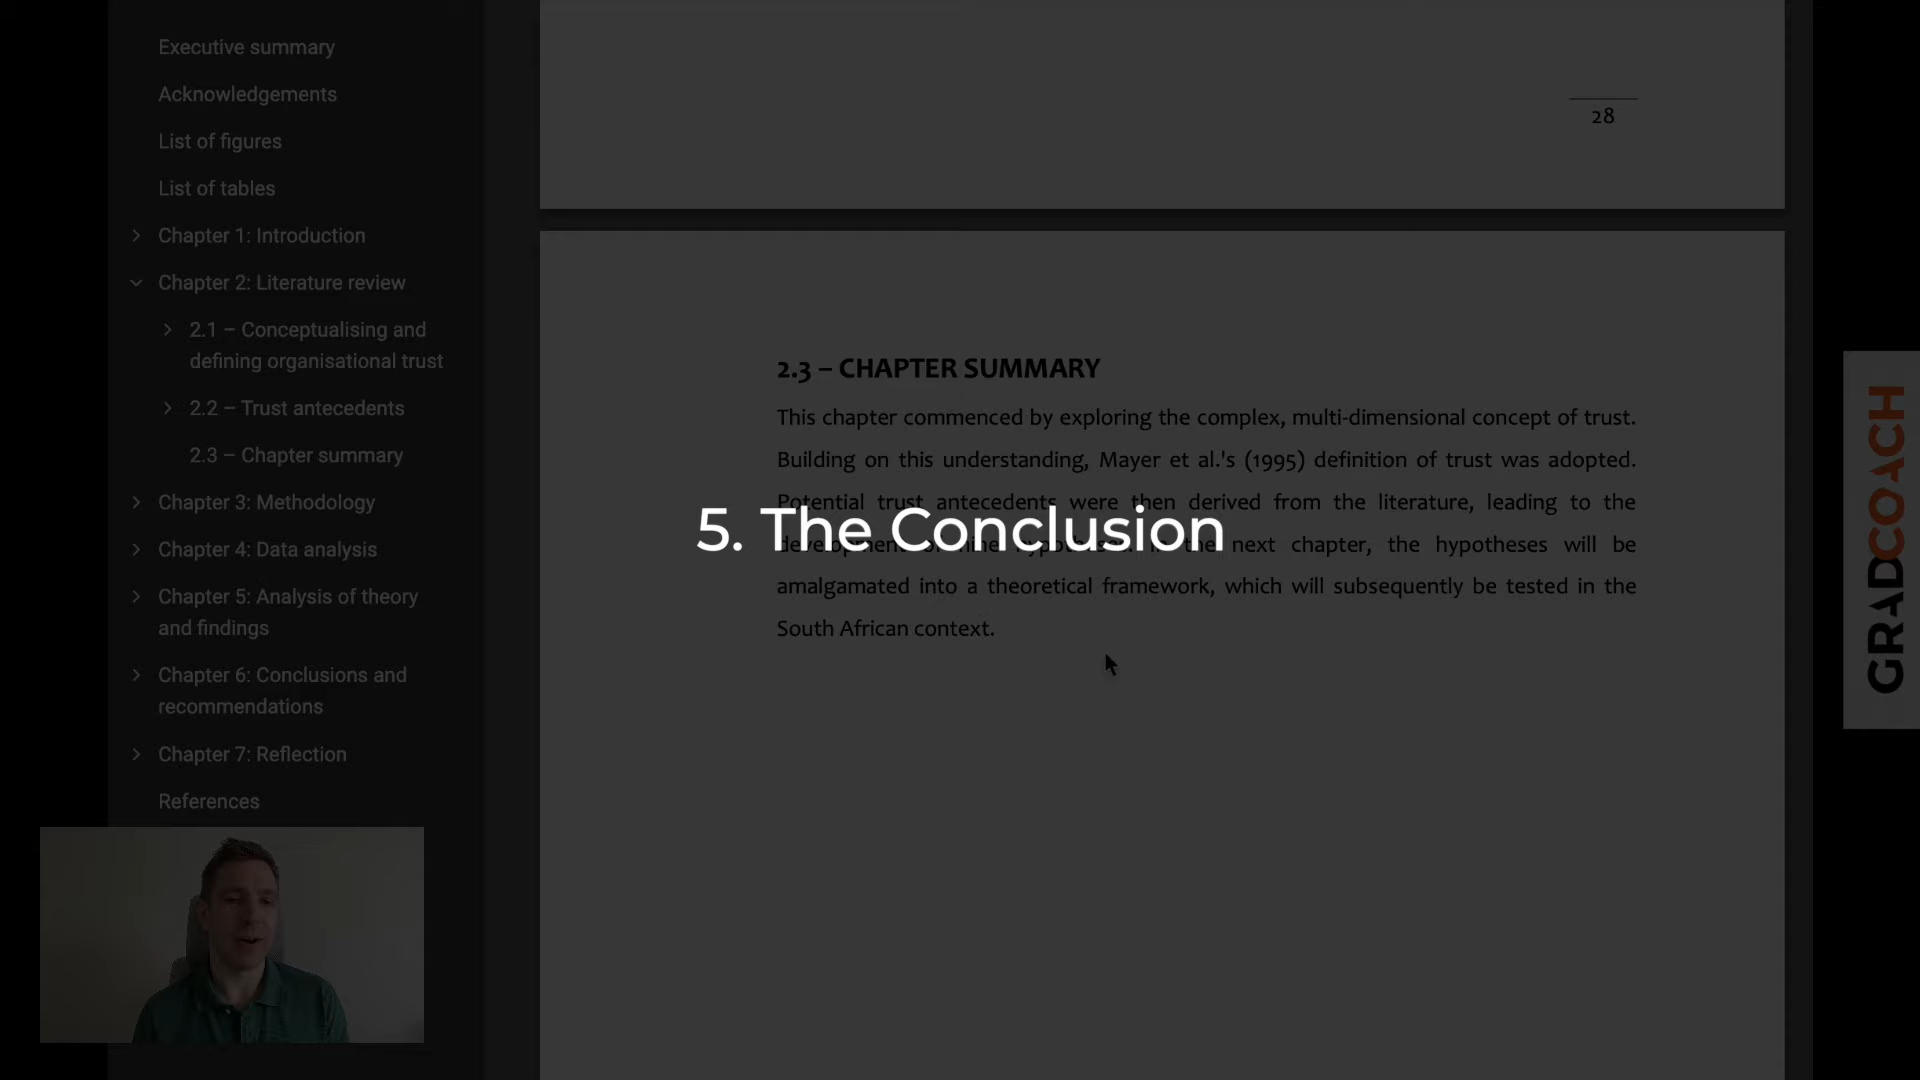 Executive summary
Acknowledgements
List of figures
List of tables
Chapter 1: Introduction
Chapter 2: Literature review
2.1 – Conceptualising and
defining organisational trust
2.2 – Trust antecedents
2.3 – Chapter summary
Chapter 3: Methodology
Chapter 4: Data analysis
Chapter 5: Analysis of theory
and findings
Chapter 6: Conclusions and
recommendations
Chapter 7: Reflection
References
28
2.3 – CHAPTER SUMMARY
This chapter commenced by exploring the complex, multi-dimensional concept of trust.
Building on this understanding, Mayer et al.'s (1995) definition of trust was adopted.
Potential trust antecedents were then derived from the literature, leading to the
development of nine hypotheses. In the next chapter, the hypotheses will be
amalgamated into a theoretical framework, which will subsequently be tested in the
South African context.
5. The Conclusion
GRADCOACH